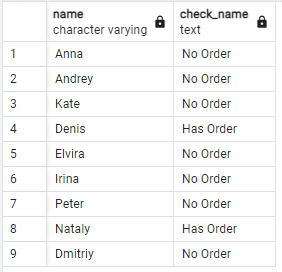 name check_name
character varying text
1 Anna No Order
2 Andrey No Order
3 Kate No Order
4 Denis Has Order
5 Elvira No Order
6 Irina No Order
7 Peter No Order
8 Nataly Has Order
9 Dmitriy No Order